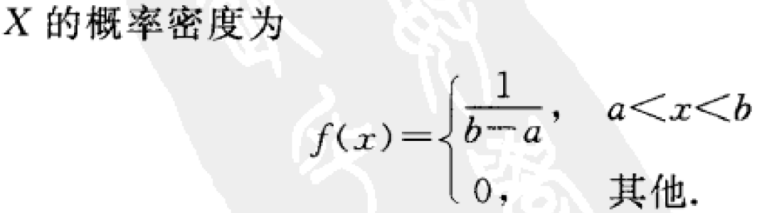 X 的概率密度为
f(x)={ 1/(b-a), a<x<b
0, 其他.